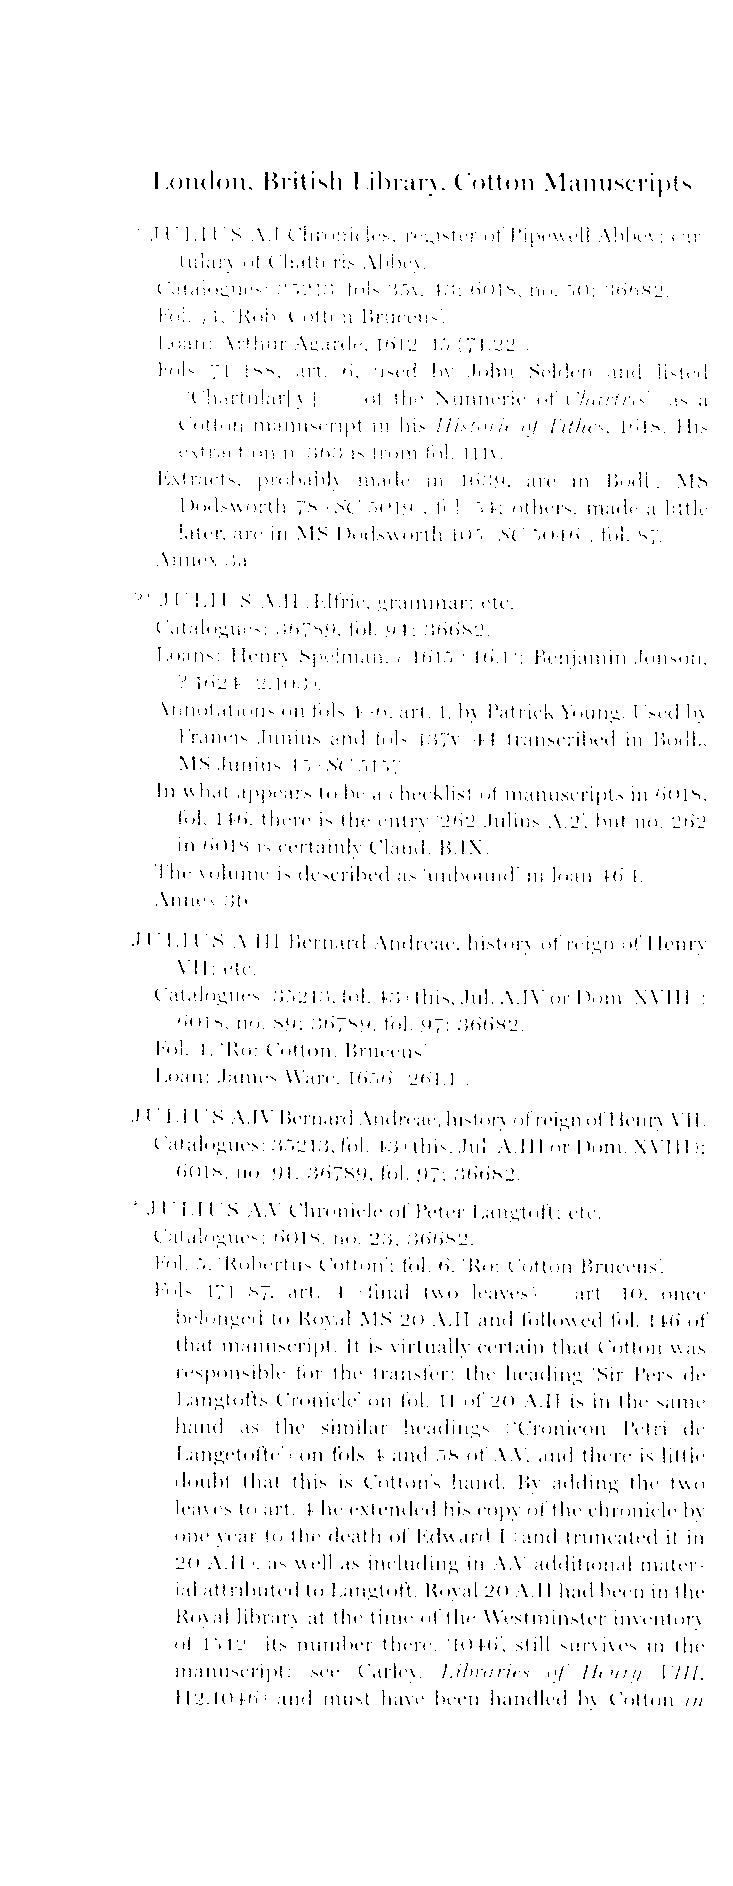 London, British Library, Cotton Manuscripts
* JULIUS A.I Chronicles, register of Pipewell Abbey; car-
tulary of Chatteris Abbey.
Catalogues: 35213, fols 35v, 43; 6018, no. 50; 36682.
Fol. 51, 'Rob: Cotton Bruceus'.
Loan: Arthur Agarde, 1612–15 (71.22).
Fols 71–188, art. 6, used by John Selden and listed
'Chartular[y] ... of the Nunnerie of Chartris' as a
Cotton manuscript in his Historie of Tithes, 1618. His
extract on p. 363 is from fol. 111v.
Extracts, probably made in 1639, are in Bodl., MS
Dodsworth 78 (SC 5019), fol. 54; others, made a little
later, are in MS Dodsworth 105 (SC 5046), fol. 87.
Annex 3a
?* JULIUS A.II Ælfric, grammar; etc.
Catalogues: 36789, fol. 94; 36682.
Loans: Henry Spelman, c. 1615 (46.4); Benjamin Jonson,
? 1624 (2.103).
Annotations on fols 4–6, art. 1, by Patrick Young. Used by
Francis Junius and fols 137v–44 transcribed in Bodl.,
MS Junius 45 (SC 5157).
In what appears to be a checklist of manuscripts in 6018,
fol. 146, there is the entry '262 Julius A.2', but no. 262
in 6018 is certainly Claud. B.IX.
The volume is described as 'unbound' in loan 46.4.
Annex 3b
JULIUS A.III Bernard Andreae, history of reign of Henry
VII; etc.
Catalogues: 35213, fol. 43 (this, Jul. A.IV or Dom. XVIII);
6018, no. 89; 36789, fol. 97; 36682.
Fol. 4, 'Ro: Cotton Bruceus'
Loan: James Ware, 1656 (264.1).
JULIUS A.IV Bernard Andreae, history of reign of Henry VII.
Catalogues: 35213, fol. 43 (this, Jul. A.III or Dom. XVIII);
6018, no. 91; 36789, fol. 97; 36682.
* JULIUS A.V Chronicle of Peter Langtoft; etc.
Catalogues: 6018, no. 23; 36682.
Fol. 5, 'Robertus Cotton'; fol. 6, 'Ro: Cotton Bruceus'.
Fols 171–87, art. 4 (final two leaves) – art. 10, once
belonged to Royal MS 20 A.II and followed fol. 146 of
that manuscript. It is virtually certain that Cotton was
responsible for the transfer: the heading 'Sir Pers de
Langtofts Cronicle' on fol. 11 of 20 A.II is in the same
hand as the similar headings ('Cronicon Petri de
Langetofte') on fols 4 and 58 of A.V, and there is little
doubt that this is Cotton's hand. By adding the two
leaves to art. 4 he extended his copy of the chronicle by
one year to the death of Edward I (and truncated it in
20 A.II), as well as including in A.V additional mater-
ial attributed to Langtoft. Royal 20 A.II had been in the
Royal library at the time of the Westminster inventory
of 1542 (its number there, '1046', still survives in the
manuscript: see Carley, Libraries of Henry VIII,
H2.1046) and must have been handled by Cotton in